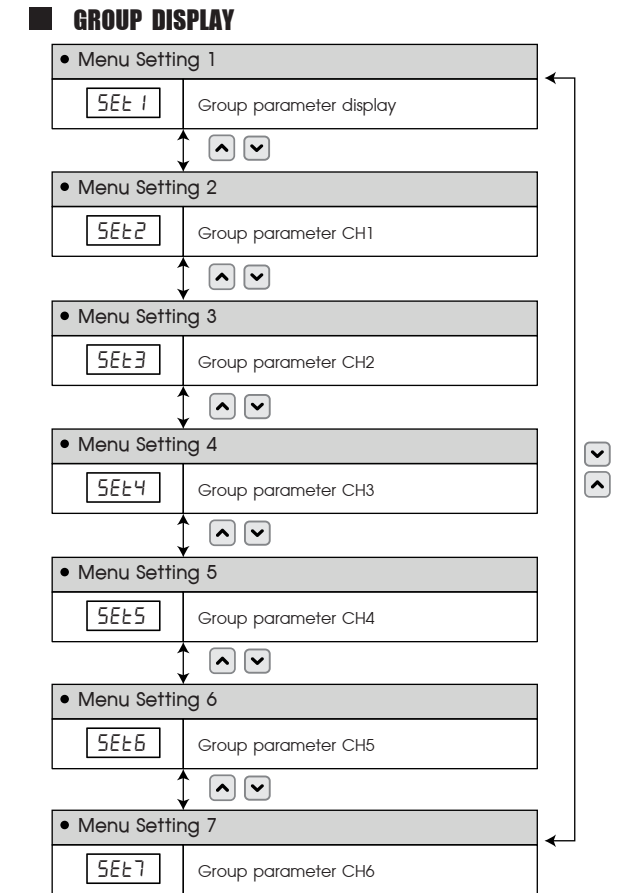 GROUP DISPLAY
• Menu Setting 1
SEt 1
Group parameter display
• Menu Setting 2
SEt2
Group parameter CH1
• Menu Setting 3
SEt3
Group parameter CH2
• Menu Setting 4
SEt4
Group parameter CH3
• Menu Setting 5
SEt5
Group parameter CH4
• Menu Setting 6
SEt6
Group parameter CH5
• Menu Setting 7
SEt7
Group parameter CH6